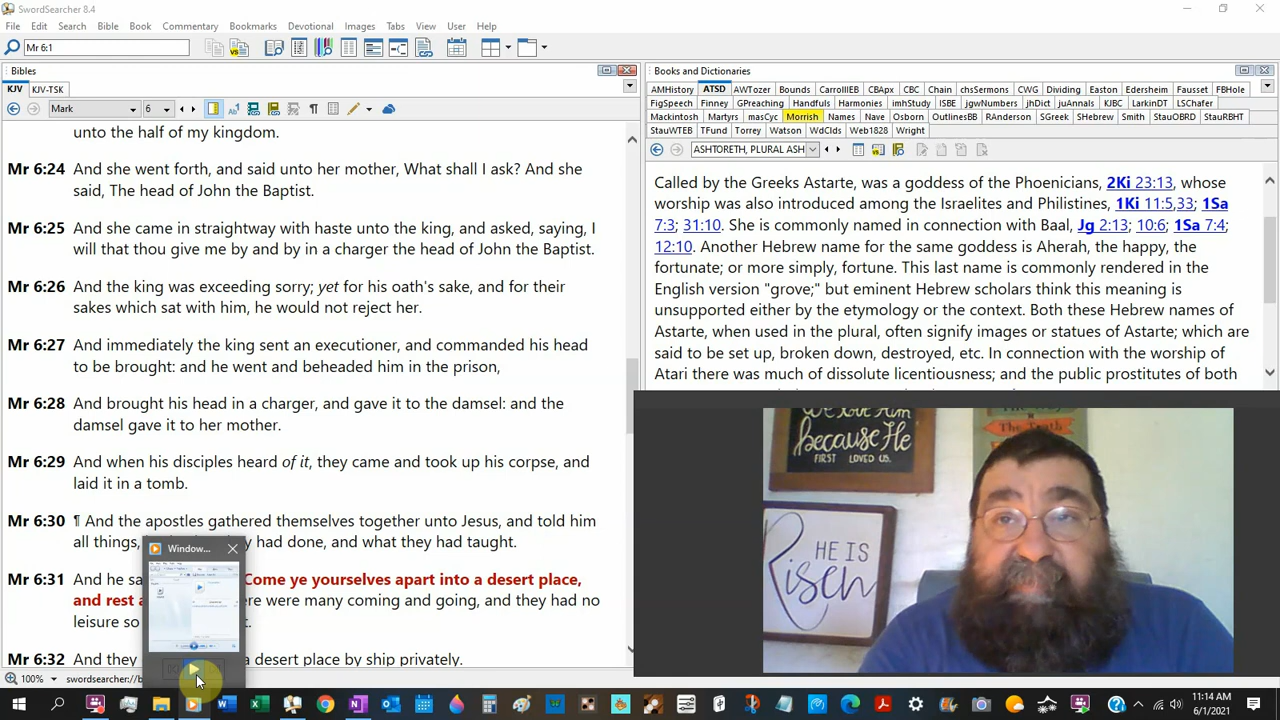 SwordSearcher 8.4
File Edit Search Bible Book Commentary Bookmarks Devotional Images Tabs View User Help
Mr 6:1
Bibles
KJV KJV-TSK
Mark 6
unto the half of my kingdom.
Mr 6:24 And she went forth, and said unto her mother, What shall I ask? And she
said, The head of John the Baptist.
Mr 6:25 And she came in straightway with haste unto the king, and asked, saying, I
will that thou give me by and by in a charger the head of John the Baptist.
Mr 6:26 And the king was exceeding sorry; yet for his oath's sake, and for their
sakes which sat with him, he would not reject her.
Mr 6:27 And immediately the king sent an executioner, and commanded his head
to be brought: and he went and beheaded him in the prison,
Mr 6:28 And brought his head in a charger, and gave it to the damsel: and the
damsel gave it to her mother.
Mr 6:29 And when his disciples heard of it, they came and took up his corpse, and
laid it in a tomb.
Mr 6:30 ¶ And the apostles gathered themselves together unto Jesus, and told him
all things, had done, and what they had taught.
Mr 6:31 And he Come ye yourselves apart into a desert place,
and rest were many coming and going, and they had no
leisure so
Mr 6:32 And they a desert place by ship privately.
100%
Window...
Books and Dictionaries
AMHistory ATSD AWTozer Bounds CarrollIEB CBApx Chain chsSermons CWG Dividing Easton Edersheim Faussett FBHole
FigSpeech Finney GPreaching Handfuls Harmonies imhStudy ISBE jgwNumbers jhDict juAnnals KJBC LarkinDT LSChafer
Mackintosh Martyrs masCyc Morrish Names Nave Osborn OutlinesBB RAnderson SGreek SHebrew Smith StauOBRD StauRBHT
StauWTEB TFund Torrey Watson WdClds Web1828 Wright
ASHTORETH, PLURAL ASH
Called by the Greeks Astarte, was a goddess of the Phoenicians, 2Ki 23:13, whose
worship was also introduced among the Israelites and Philistines, 1Ki 11:5,33; 1Sa
7:3; 31:10. She is commonly named in connection with Baal, Jg 2:13; 10:6; 1Sa 7:4;
12:10. Another Hebrew name for the same goddess is Aherah, the happy, the
fortunate; or more simply, fortune. This last name is commonly rendered in the
English version "grove;" but eminent Hebrew scholars think this meaning is
unsupported either by the etymology or the context. Both these Hebrew names of
Astarte, when used in the plural, often signify images or statues of Astarte; which are
said to be set up, broken down, destroyed, etc. In connection with the worship of
Atari there was much of dissolute licentiousness; and the public prostitutes of both
We love Him
because He
FIRST LOVED US.
The Truth
HE IS
Risen
11:14 AM
6/1/2021